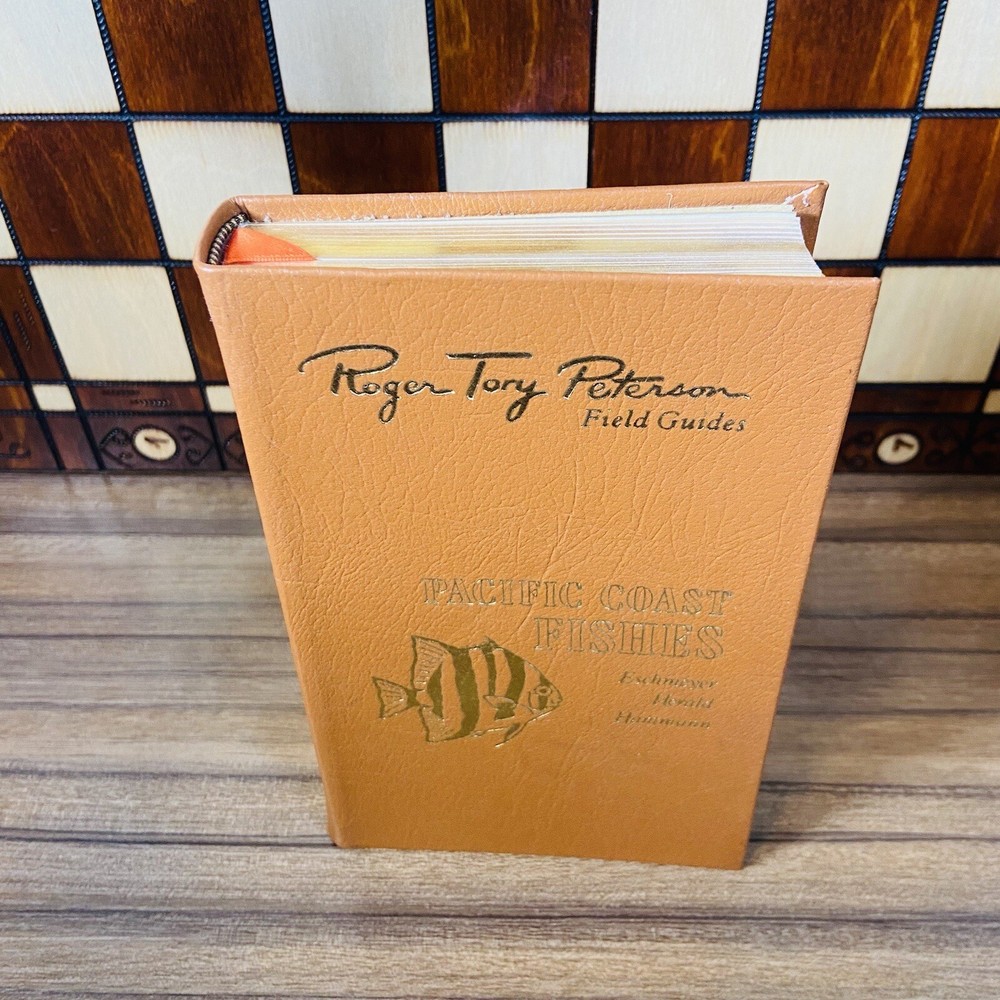 Roger Tory Peterson
Field Guides
PACIFIC COAST
FISHES
Eschmeyer
Herald
Hammann